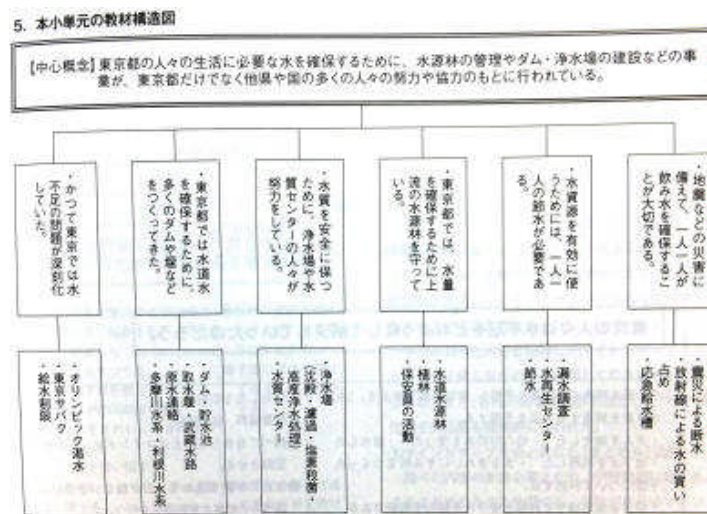 5. 本小単元の教材構造図
【中心概念】東京都の人々の生活に必要な水を確保するために、水源林の管理やダム・浄水場の建設などの事
業が、東京都だけでなく他県や国の多くの人々の努力や協力のもとに行われている。
・地震などの災害に
備えて、一人一人が
飲み水を確保するこ
とが大切である。
・水資源を有効に使
うためには、一人一
人の節水が必要であ
る。
・東京都では、水量
を確保するために上
流の水源林を守って
いる。
・水質を安全に保つ
ために、浄水場や水
質センターの人々が
努力をしている。
・東京都では水道水
を確保するために、
多くのダムや堰など
をつくってきた。
・かつて東京では水
不足の問題が深刻化
していた。
・震災による断水
・放射線による水の買い
占め
・応急給水槽
・漏水調査
・水再生センター
・節水
・水道水源林
・植林
・保安員の活動
・浄水場
(沈殿・濾過・塩素殺菌・
高度浄水処理)
・水質センター
・ダム・貯水池
・取水堰・武蔵水路
・原水連絡
・多摩川水系・利根川水系
・オリンピック渇水
・東京サバク
・給水制限